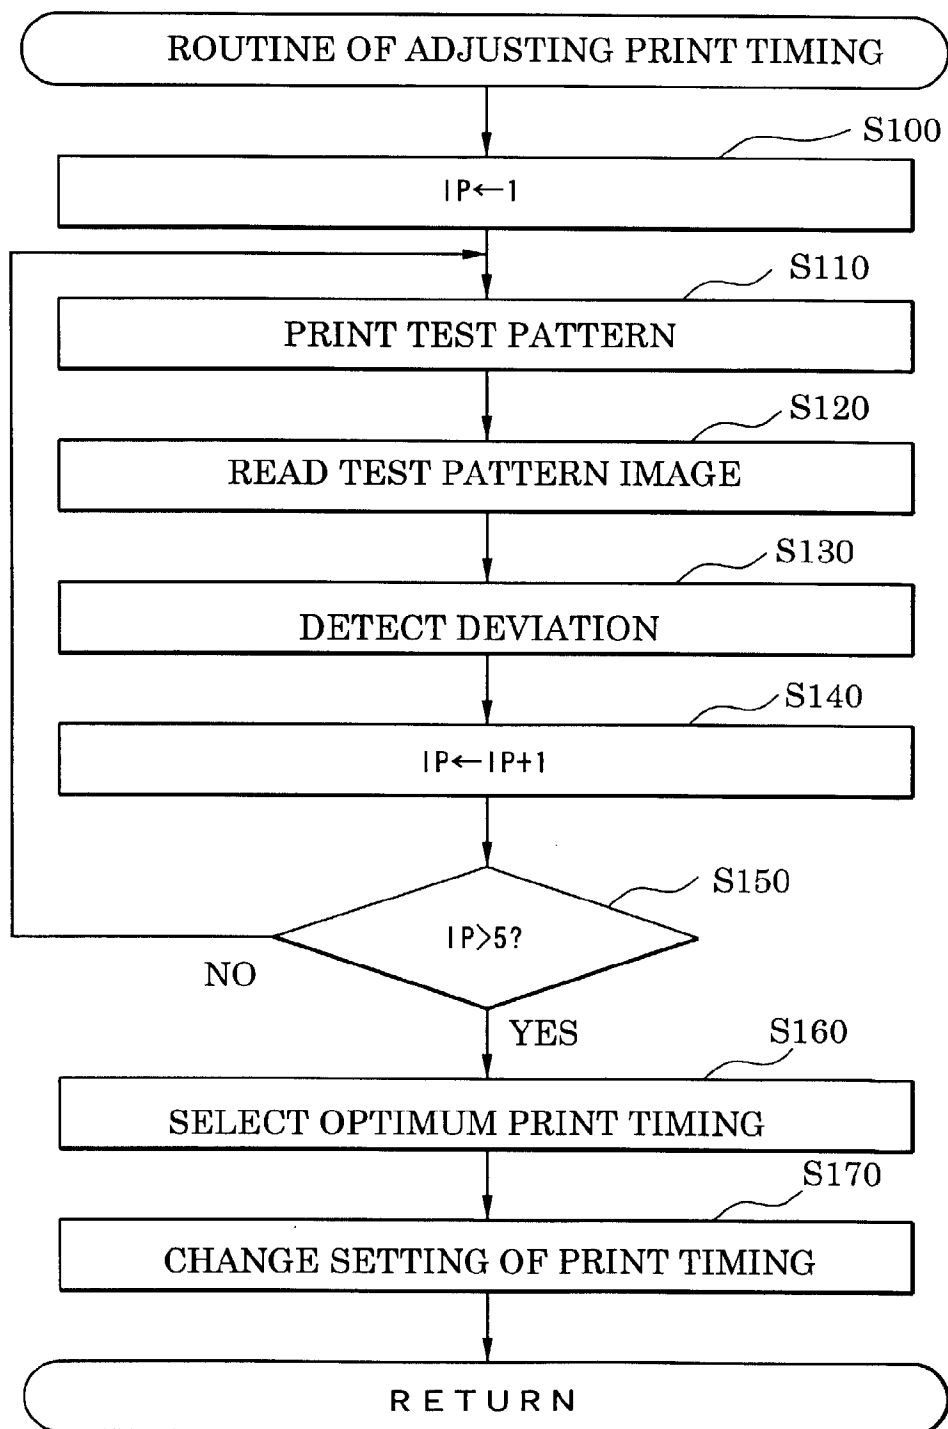 ROUTINE OF ADJUSTING PRINT TIMING
S100
IP←1
S110
PRINT TEST PATTERN
S120
READ TEST PATTERN IMAGE
S130
DETECT DEVIATION
S140
IP←IP+1
S150
IP>5?
NO
YES
S160
SELECT OPTIMUM PRINT TIMING
S170
CHANGE SETTING OF PRINT TIMING
RETURN